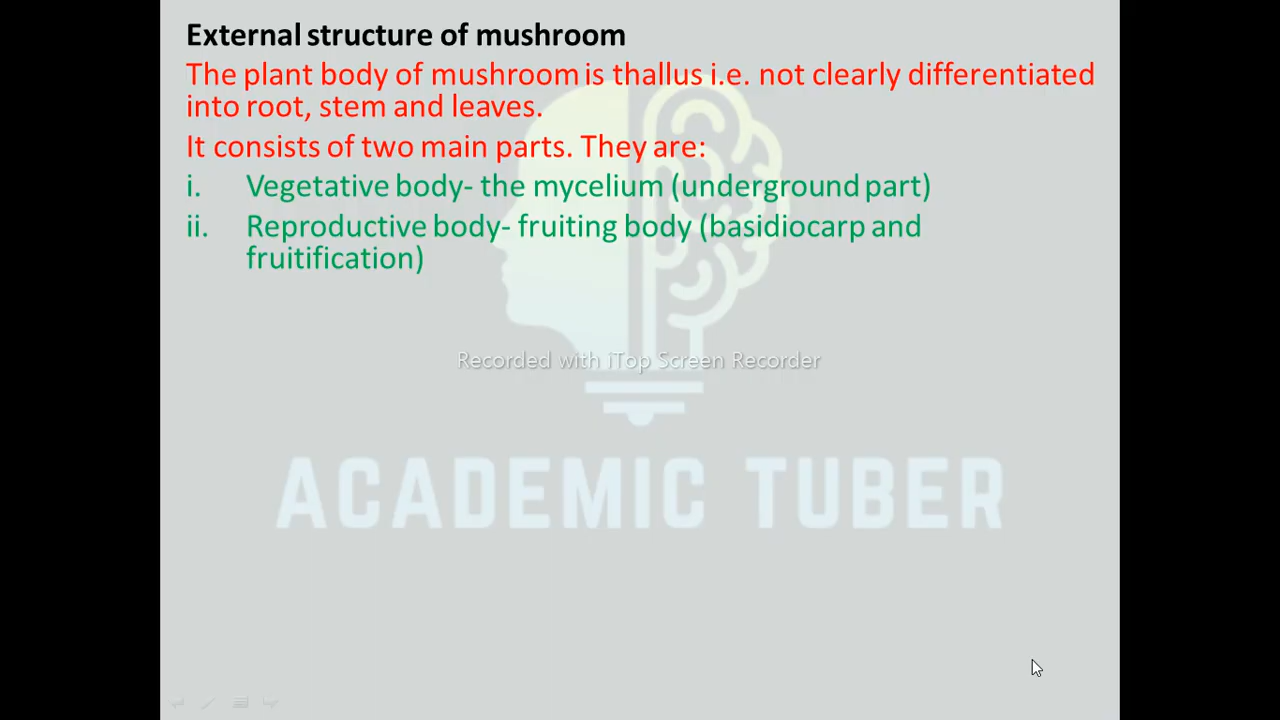 External structure of mushroom
The plant body of mushroom is thallus i.e. not clearly differentiated
into root, stem and leaves.
It consists of two main parts. They are:
i. Vegetative body- the mycelium (underground part)
ii. Reproductive body- fruiting body (basidiocarp and
fruitification)
Recorded with iTop Screen Recorder
ACADEMIC TUBER